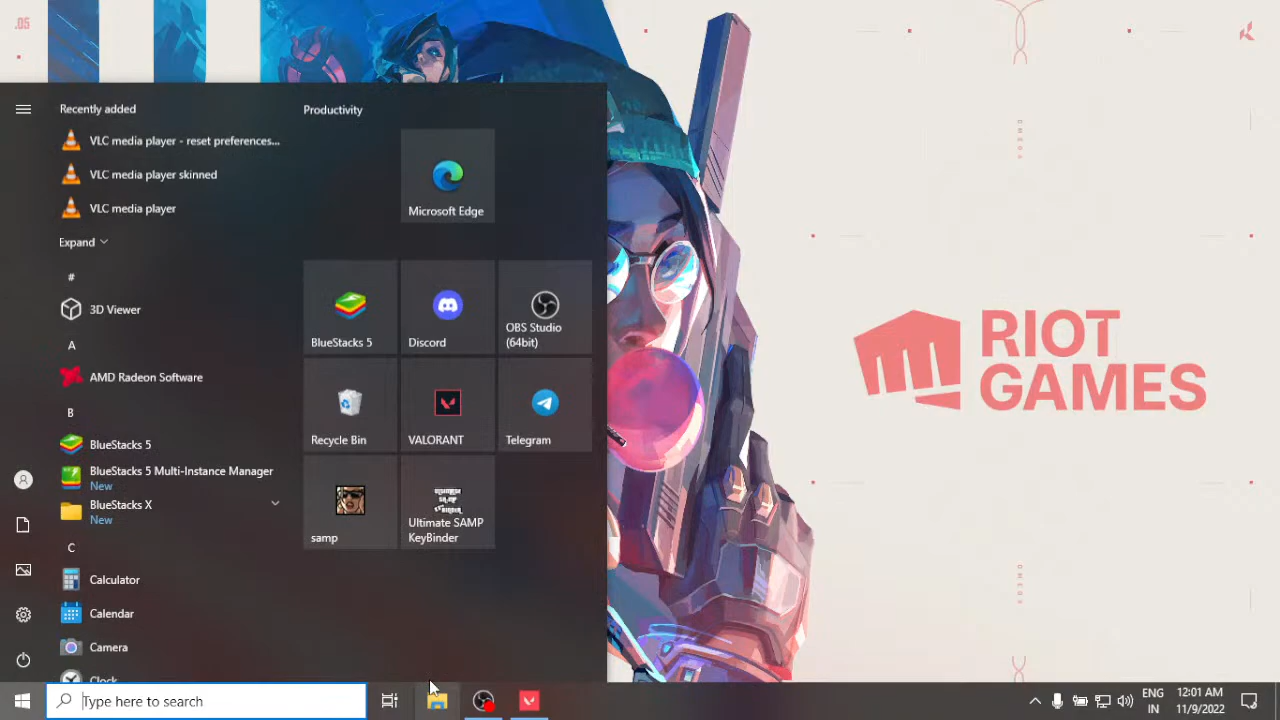 .05
Recently added
Productivity
VLC media player - reset preferences...
VLC media player skinned
VLC media player
Microsoft Edge
Expand
#
3D Viewer
A
AMD Radeon Software
B
BlueStacks 5
Discord
OBS Studio
(64bit)
Recycle Bin
VALORANT
Telegram
BlueStacks 5
BlueStacks 5 Multi-Instance Manager
New
BlueStacks X
New
samp
Ultimate SAMP
KeyBinder
C
Calculator
Calendar
Camera
Clock
RIOT
GAMES
Type here to search
ENG
IN
12:01 AM
11/9/2022